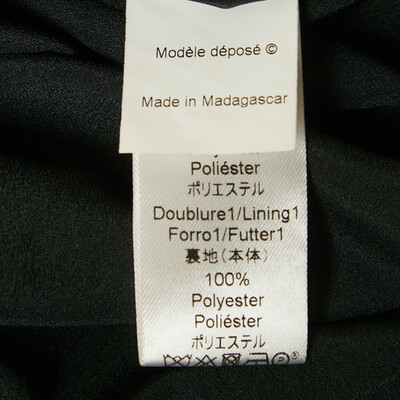 Modèle déposé ©
Made in Madagascar
Poliéster
ポリエステル
Doublure1/Lining1
Forro1/Futter1
裏地(本体)
100%
Polyester
Poliéster
ポリエステル